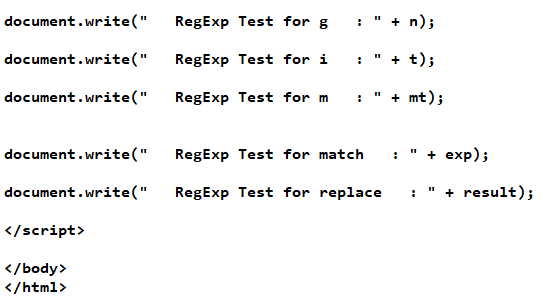 document.write("   RegExp Test for g   : " + n);
document.write("   RegExp Test for i   : " + t);
document.write("   RegExp Test for m   : " + mt);
document.write("   RegExp Test for match   : " + exp);
document.write("   RegExp Test for replace   : " + result);
</script>
</body>
</html>